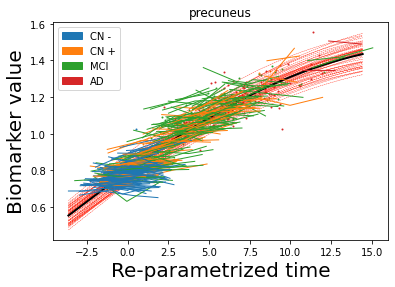 precuneus
CN -
CN +
MCI
AD
Biomarker value
1.6
1.4
1.2
1.0
0.8
0.6
−2.5 0.0 2.5 5.0 7.5 10.0 12.5 15.0
Re-parametrized time